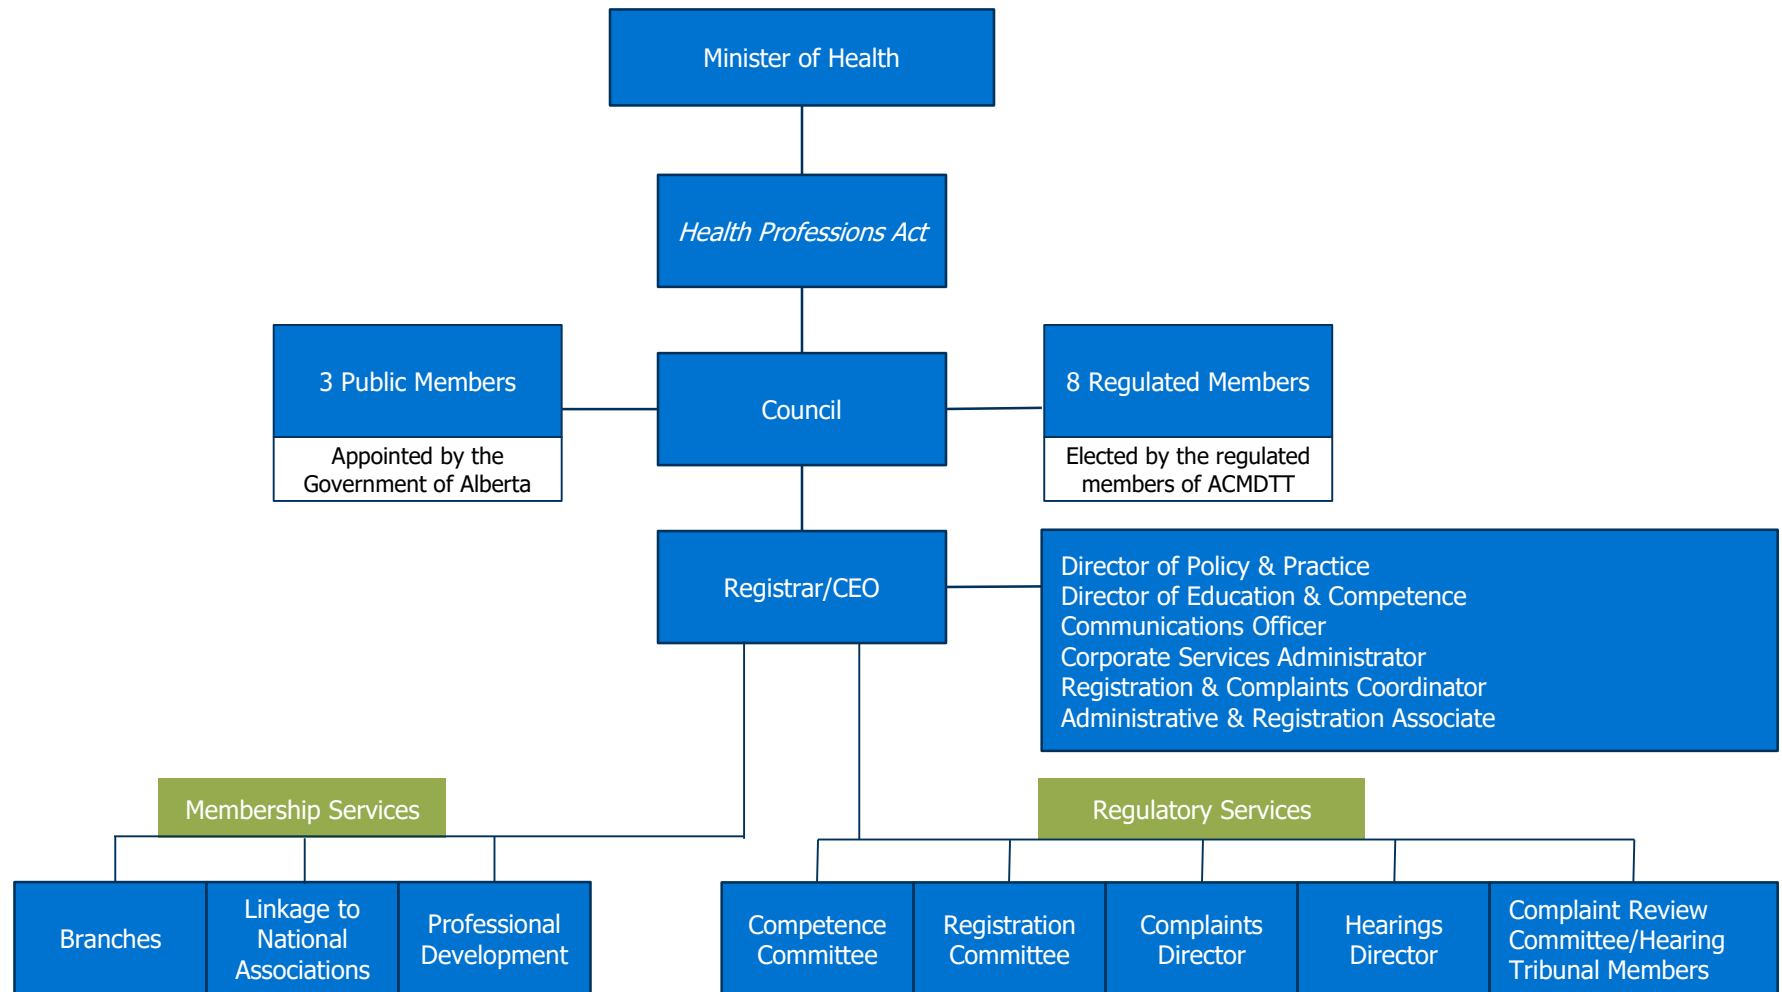 Minister of Health
Health Professions Act
3 Public Members
Appointed by the
Government of Alberta
Council
8 Regulated Members
Elected by the regulated
members of ACMDTT
Registrar/CEO
Director of Policy & Practice
Director of Education & Competence
Communications Officer
Corporate Services Administrator
Registration & Complaints Coordinator
Administrative & Registration Associate
Membership Services
Regulatory Services
Branches
Linkage to
National
Associations
Professional
Development
Competence
Committee
Registration
Committee
Complaints
Director
Hearings
Director
Complaint Review
Committee/Hearing
Tribunal Members